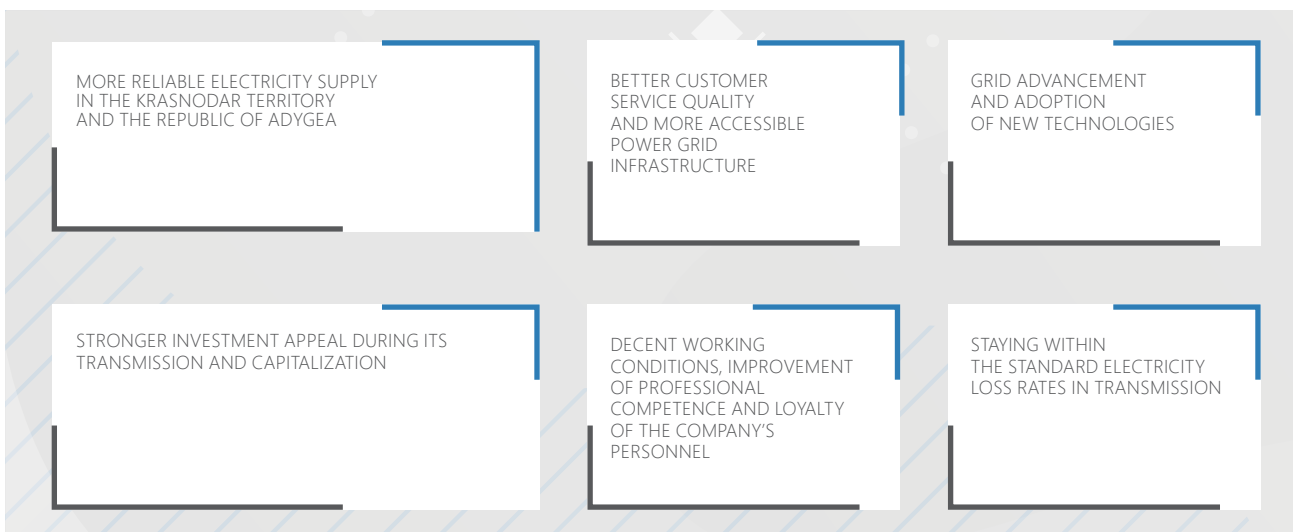 MORE RELIABLE ELECTRICITY SUPPLY
IN THE KRASNODAR TERRITORY
AND THE REPUBLIC OF ADYGEA
BETTER CUSTOMER
SERVICE QUALITY
AND MORE ACCESSIBLE
POWER GRID
INFRASTRUCTURE
GRID ADVANCEMENT
AND ADOPTION
OF NEW TECHNOLOGIES
STRONGER INVESTMENT APPEAL DURING ITS
TRANSMISSION AND CAPITALIZATION
DECENT WORKING
CONDITIONS, IMPROVEMENT
OF PROFESSIONAL
COMPETENCE AND LOYALTY
OF THE COMPANY'S
PERSONNEL
STAYING WITHIN
THE STANDARD ELECTRICITY
LOSS RATES IN TRANSMISSION